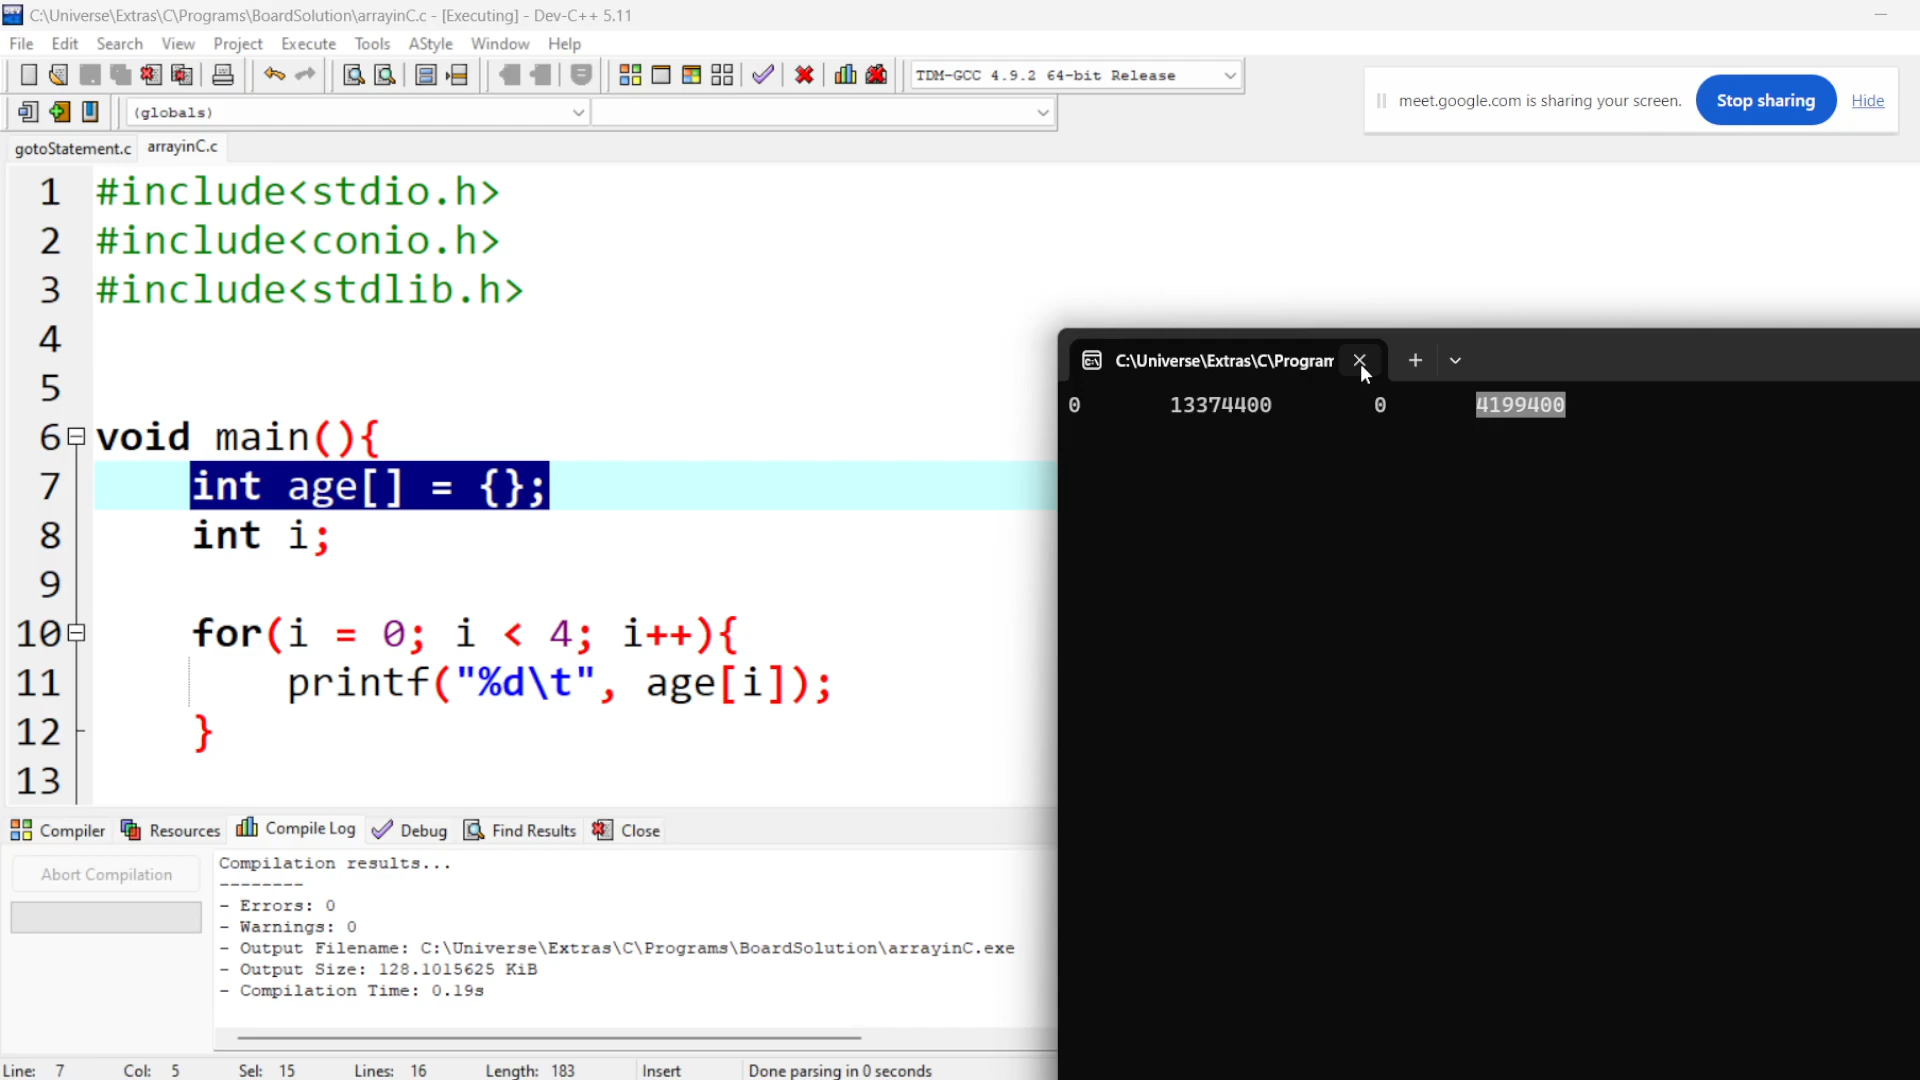 C:\Universe\Extras\C\Programs\BoardSolution\arrayinC.c - [Executing] - Dev-C++ 5.11
File Edit Search View Project Execute Tools AStyle Window Help
TDM-GCC 4.9.2 64-bit Release
meet.google.com is sharing your screen. Stop sharing Hide
(globals)
gotoStatement.c arrayinC.c
1 #include<stdio.h>
2 #include<conio.h>
3 #include<stdlib.h>
4
5
6 void main(){
7 int age[] = {};
8 int i;
9
10 for(i = 0; i < 4; i++){
11 printf("%d\t", age[i]);
12 }
13
C:\Universe\Extras\C\Program
0 13374400 0 4199400
Compiler Resources Compile Log Debug Find Results Close
Abort Compilation
Compilation results...
--------
- Errors: 0
- Warnings: 0
- Output Filename: C:\Universe\Extras\C\Programs\BoardSolution\arrayinC.exe
- Output Size: 128.1015625 KiB
- Compilation Time: 0.19s
Line: 7 Col: 5 Sel: 15 Lines: 16 Length: 183 Insert Done parsing in 0 seconds